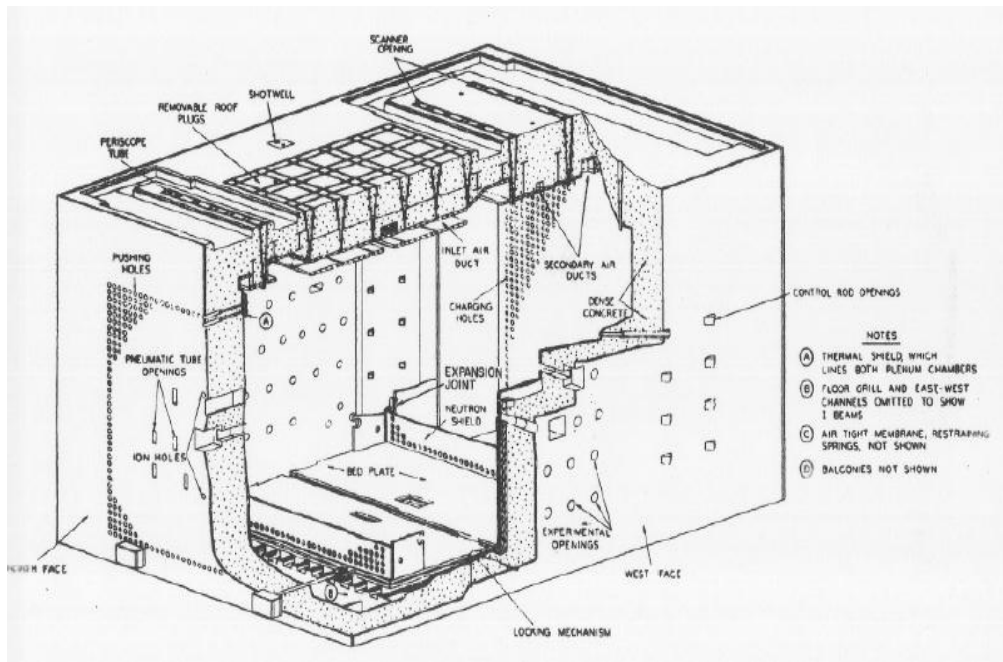 SCANNER
OPENING
SHOTWELL
REMOVABLE ROOF
PLUGS
PERISCOPE
TUBE
PUSHING
HOLES
INLET AIR
DUCT
SECONDARY AIR
DUCTS
CHARGING
HOLES
DENSE
CONCRETE
CONTROL ROD OPENINGS
A
PNEUMATIC TUBE
OPENINGS
EXPANSION
JOINT
NEUTRON
SHIELD
ION HOLES
BED PLATE
EXPERIMENTAL
OPENINGS
FACE
WEST FACE
B
LOCKING MECHANISM
NOTES
A THERMAL SHIELD, WHICH
LINES BOTH PLENUM CHAMBERS
B FLOOR GRILL AND EAST-WEST
CHANNELS OMITTED TO SHOW
I BEAMS
C AIR TIGHT MEMBRANE, RESTRAINING
SPRINGS, NOT SHOWN
D BALCONIES NOT SHOWN